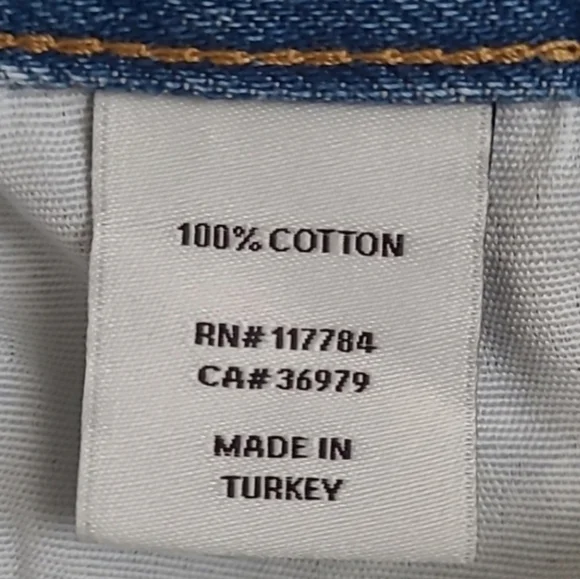 100% COTTON
RN# 117784
CA# 36979
MADE IN
TURKEY